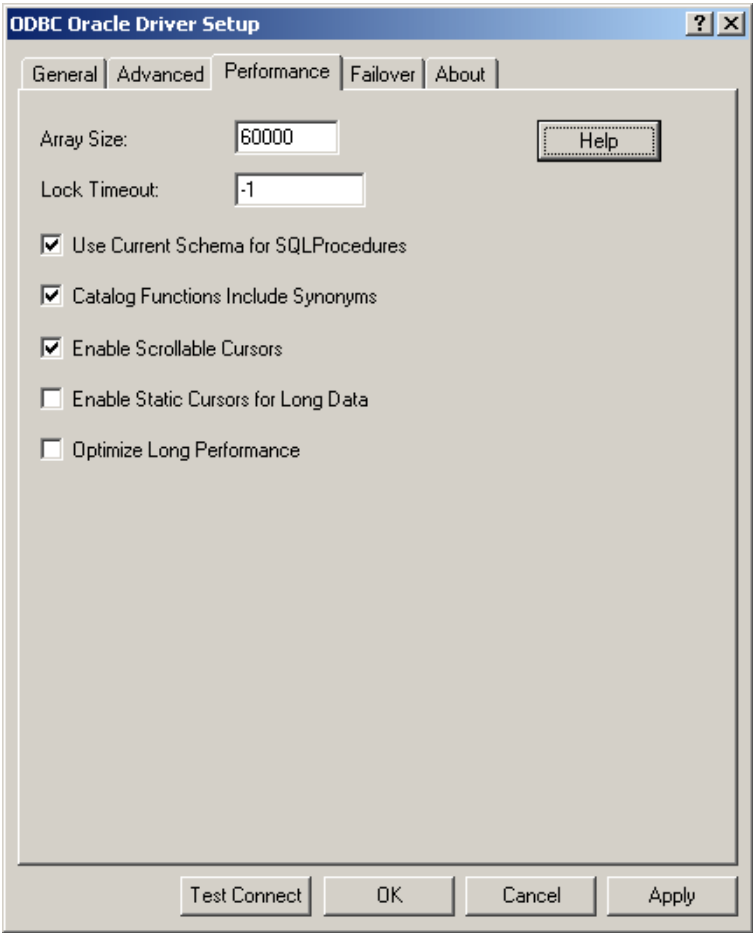 ODBC Oracle Driver Setup
General Advanced Performance Failover About
Array Size: 60000 Help
Lock Timeout: -1
Use Current Schema for SQLProcedures
Catalog Functions Include Synonyms
Enable Scrollable Cursors
Enable Static Cursors for Long Data
Optimize Long Performance
Test Connect OK Cancel Apply